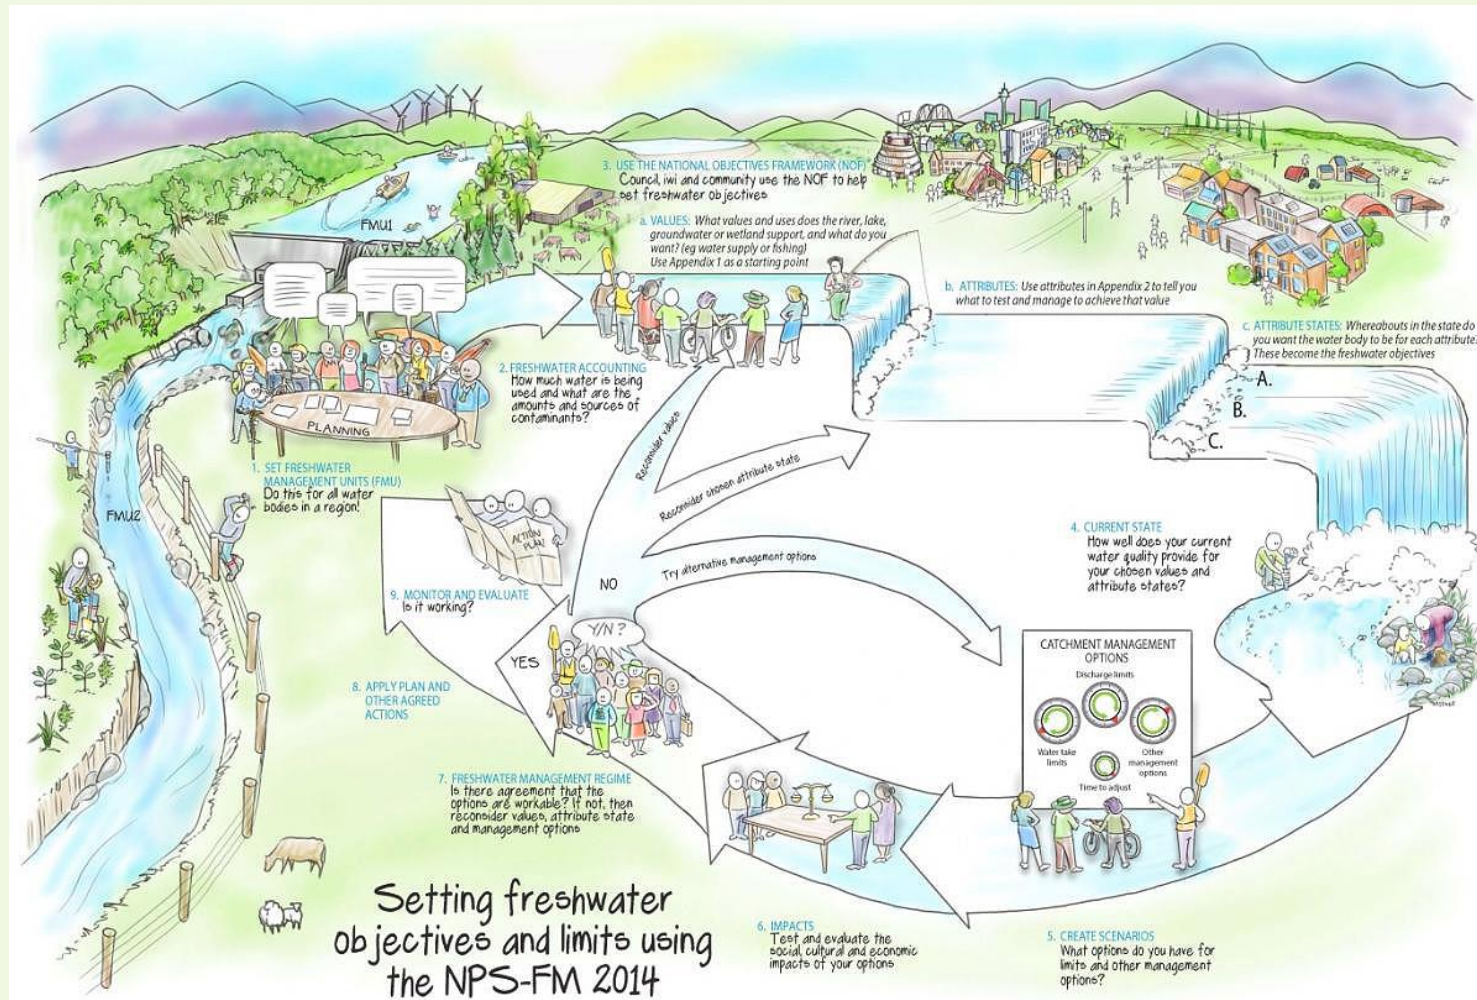 3. USE THE NATIONAL OBJECTIVES FRAMEWORK (NOF)
Council, iwi and community use the NOF to help
set freshwater objectives
a. VALUES: What values and uses does the river, lake,
groundwater or wetland support, and what do you
want? (eg water supply or fishing)
Use Appendix 1 as a starting point
FMU1
b. ATTRIBUTES: Use attributes in Appendix 2 to tell you
what to test and manage to achieve that value
c. ATTRIBUTE STATES: Whereabouts in the state do
you want the water body to be for each attribute?
These become the freshwater objectives
A.
B.
C.
2. FRESHWATER ACCOUNTING
How much water is being
used and what are the
amounts and sources of
contaminants?
PLANNING
1. SET FRESHWATER
MANAGEMENT UNITS (FMU)
Do this for all water
bodies in a region!
FMU2
Reconsider values
Reconsider chosen attribute state
Try alternative management options
NO
ACTION
PLAN
4. CURRENT STATE
How well does your current
water quality provide for
your chosen values and
attribute states?
9. MONITOR AND EVALUATE
Is it working?
Y/N?
YES
CATCHMENT MANAGEMENT
OPTIONS
Discharge limits
Water take
limits
Other
management
options
Time to adjust
8. APPLY PLAN AND
OTHER AGREED
ACTIONS
7. FRESHWATER MANAGEMENT REGIME
Is there agreement that the
options are workable? If not, then
reconsider values, attribute state
and management options
6. IMPACTS
Test and evaluate the
social, cultural and economic
impacts of your options
5. CREATE SCENARIOS
What options do you have for
limits and other management
options?
Setting freshwater
objectives and limits using
the NPS-FM 2014